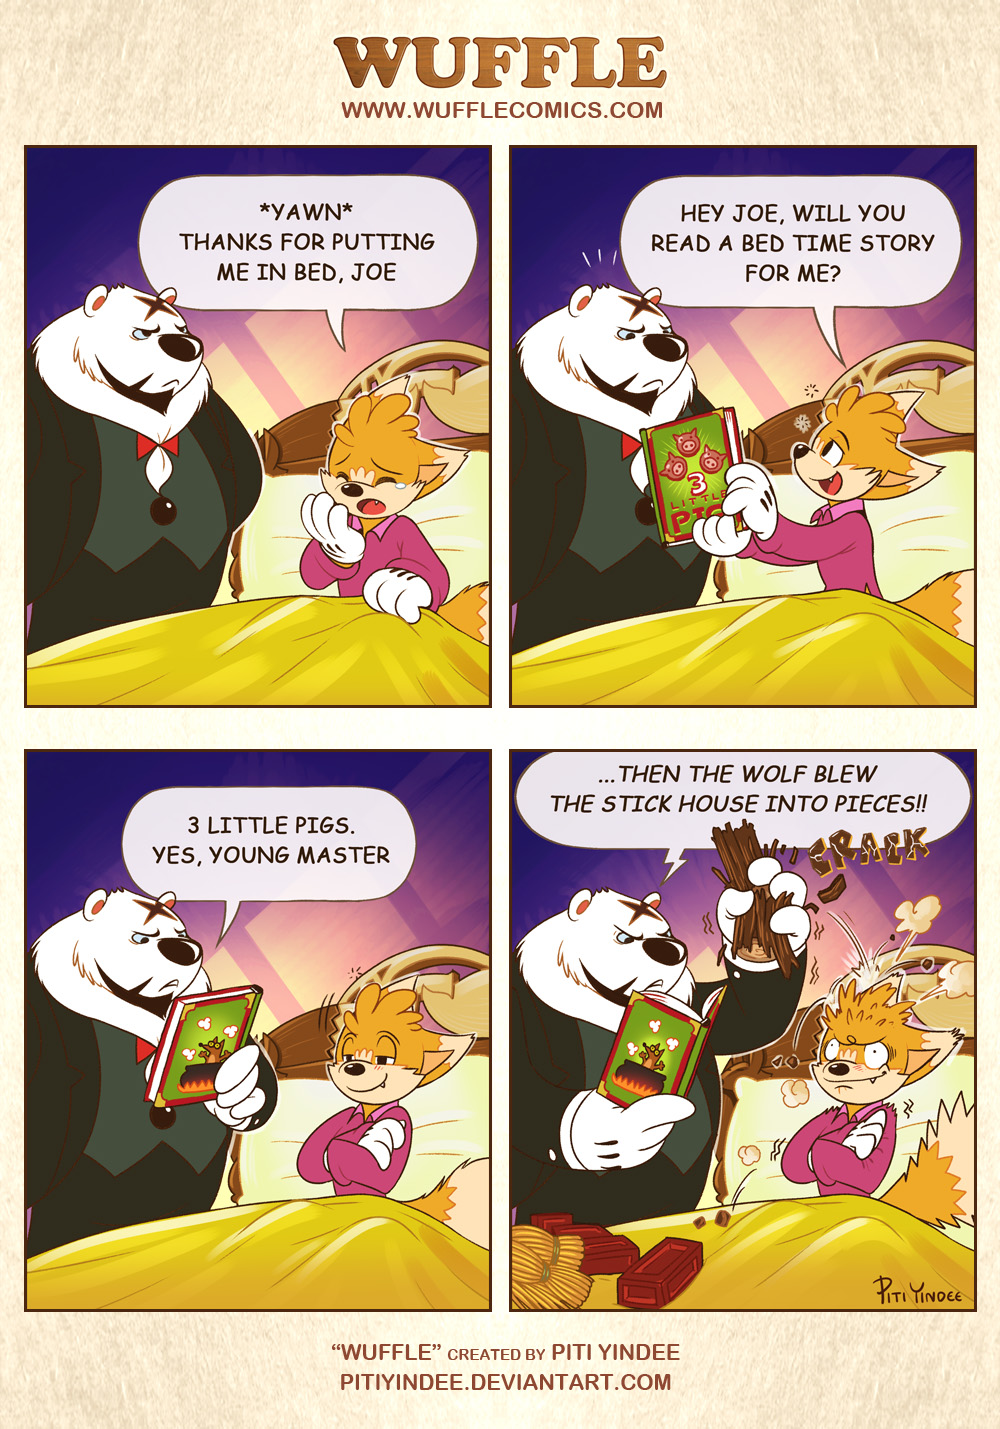 WUFFLE
WWW.WUFFLECOMICS.COM
*YAWN*
THANKS FOR PUTTING
ME IN BED, JOE
HEY JOE, WILL YOU
READ A BED TIME STORY
FOR ME?
3
LITTLE
PIGS
3 LITTLE PIGS.
YES, YOUNG MASTER
...THEN THE WOLF BLEW
THE STICK HOUSE INTO PIECES!!
CRACK
PITI YINDEE
“WUFFLE” CREATED BY PITI YINDEE
PITIYINDEE.DEVIANTART.COM